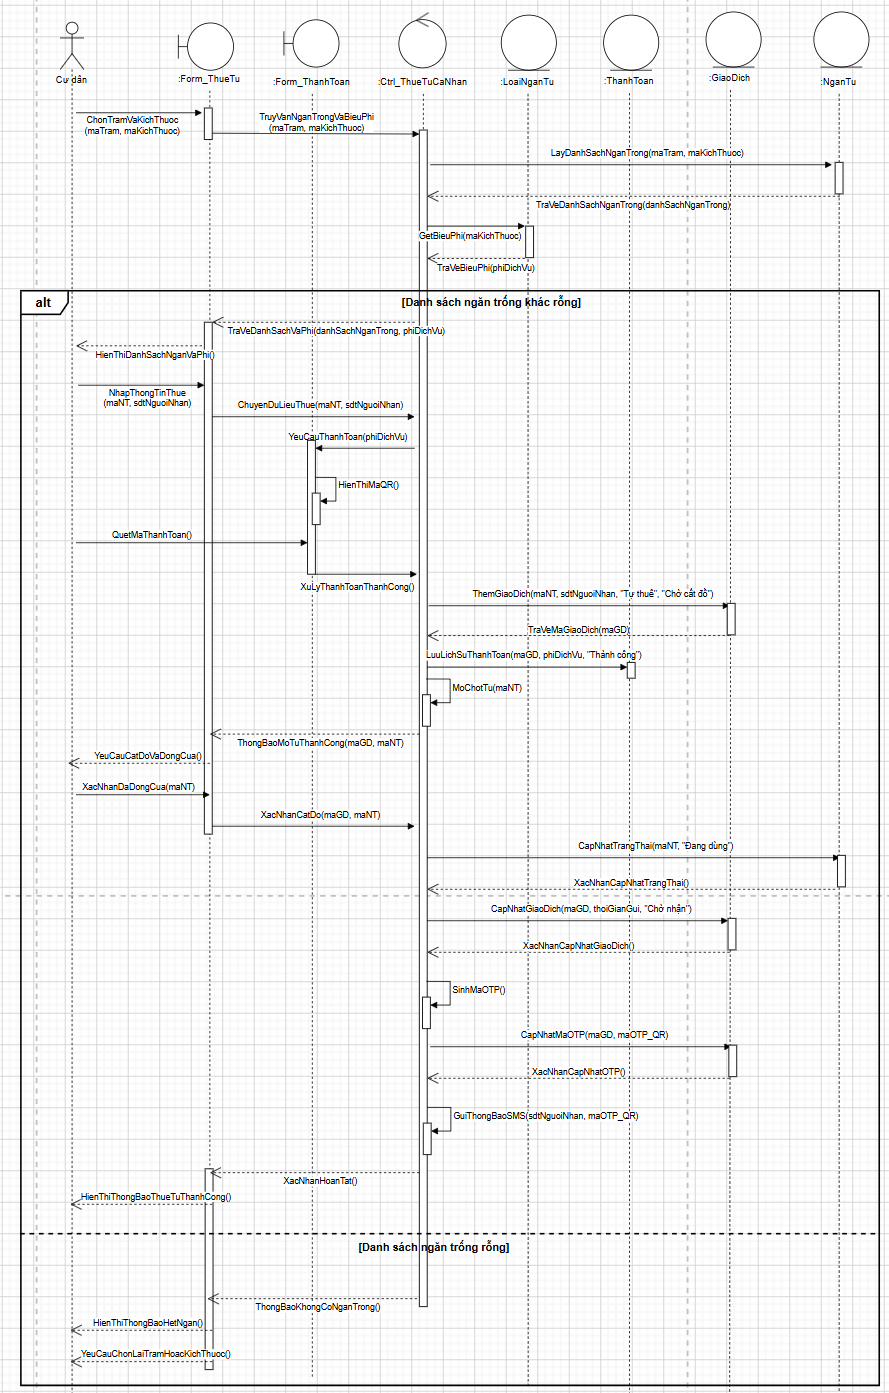 Cư dân
:Form_ThueTu
:Form_ThanhToan
:Ctrl_ThueTuCaNhan
:LoaiNganTu
:ThanhToan
:GiaoDich
:NganTu
ChonTramVaKichThuoc
(maTram, maKichThuoc)
TruyVanNganTrongVaBieuPhi
(maTram, maKichThuoc)
LayDanhSachNganTrong(maTram, maKichThuoc)
TraVeDanhSachNganTrong(danhSachNganTrong)
GetBieuPhi(maKichThuoc)
TraVeBieuPhi(phiDichVu)
alt
[Danh sách ngăn trống khác rỗng]
TraVeDanhSachVaPhi(danhSachNganTrong, phiDichVu)
HienThiDanhSachNganVaPhi()
NhapThongTinThue
(maNT, sdtNguoiNhan)
ChuyenDuLieuThue(maNT, sdtNguoiNhan)
YeuCauThanhToan(phiDichVu)
HienThiMaQR()
QuetMaThanhToan()
XuLyThanhToanThanhCong()
ThemGiaoDich(maNT, sdtNguoiNhan, "Tự thuê", "Chờ cất đồ")
TraVeMaGiaoDich(maGD)
LuuLichSuThanhToan(maGD, phiDichVu, "Thành công")
MoChotTu(maNT)
ThongBaoMoTuThanhCong(maGD, maNT)
YeuCauCatDoVaDongCua()
XacNhanDaDongCua(maNT)
XacNhanCatDo(maGD, maNT)
CapNhatTrangThai(maNT, "Đang dùng")
XacNhanCapNhatTrangThai()
CapNhatGiaoDich(maGD, thoiGianGui, "Chờ nhận")
XacNhanCapNhatGiaoDich()
SinhMaOTP()
CapNhatMaOTP(maGD, maOTP_QR)
XacNhanCapNhatOTP()
GuiThongBaoSMS(sdtNguoiNhan, maOTP_QR)
XacNhanHoanTat()
HienThiThongBaoThueTuThanhCong()
[Danh sách ngăn trống rỗng]
ThongBaoKhongCoNganTrong()
HienThiThongBaoHetNgan()
YeuCauChonLaiTramHoacKichThuoc()